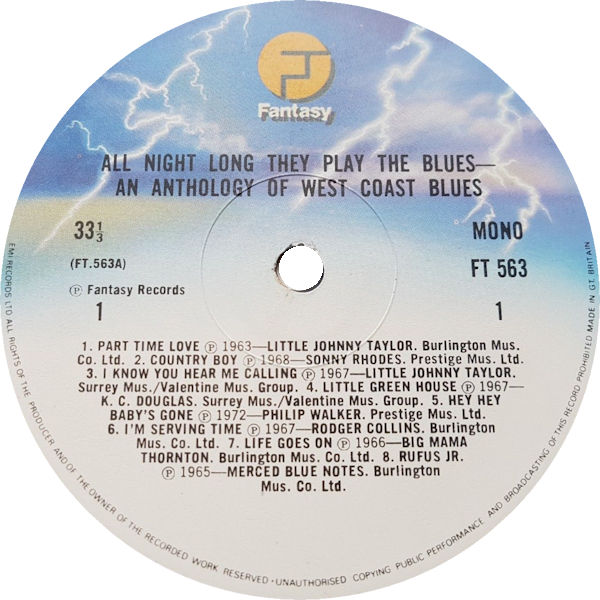 Fantasy
ALL NIGHT LONG THEY PLAY THE BLUES—
AN ANTHOLOGY OF WEST COAST BLUES
33⅓
MONO
(FT.563A)
FT 563
Ⓟ Fantasy Records
1
1
1. PART TIME LOVE Ⓟ 1963—LITTLE JOHNNY TAYLOR. Burlington Mus.
Co. Ltd. 2. COUNTRY BOY Ⓟ 1968—SONNY RHODES. Prestige Mus. Ltd.
3. I KNOW YOU HEAR ME CALLING Ⓟ 1967—LITTLE JOHNNY TAYLOR.
Surrey Mus./Valentine Mus. Group. 4. LITTLE GREEN HOUSE Ⓟ 1967—
K. C. DOUGLAS. Surrey Mus./Valentine Mus. Group. 5. HEY HEY
BABY'S GONE Ⓟ 1972—PHILIP WALKER. Prestige Mus. Ltd.
6. I'M SERVING TIME Ⓟ 1967—RODGER COLLINS. Burlington
Mus. Co. Ltd. 7. LIFE GOES ON Ⓟ 1966—BIG MAMA
THORNTON. Burlington Mus. Co. Ltd. 8. RUFUS JR.
Ⓟ 1965—MERCED BLUE NOTES. Burlington
Mus. Co. Ltd.
EMI RECORDS LTD ALL RIGHTS OF THE PRODUCER AND OF THE OWNER OF THE RECORDED WORK RESERVED · UNAUTHORISED COPYING PUBLIC PERFORMANCE AND BROADCASTING OF THIS RECORD PROHIBITED MADE IN GT. BRITAIN